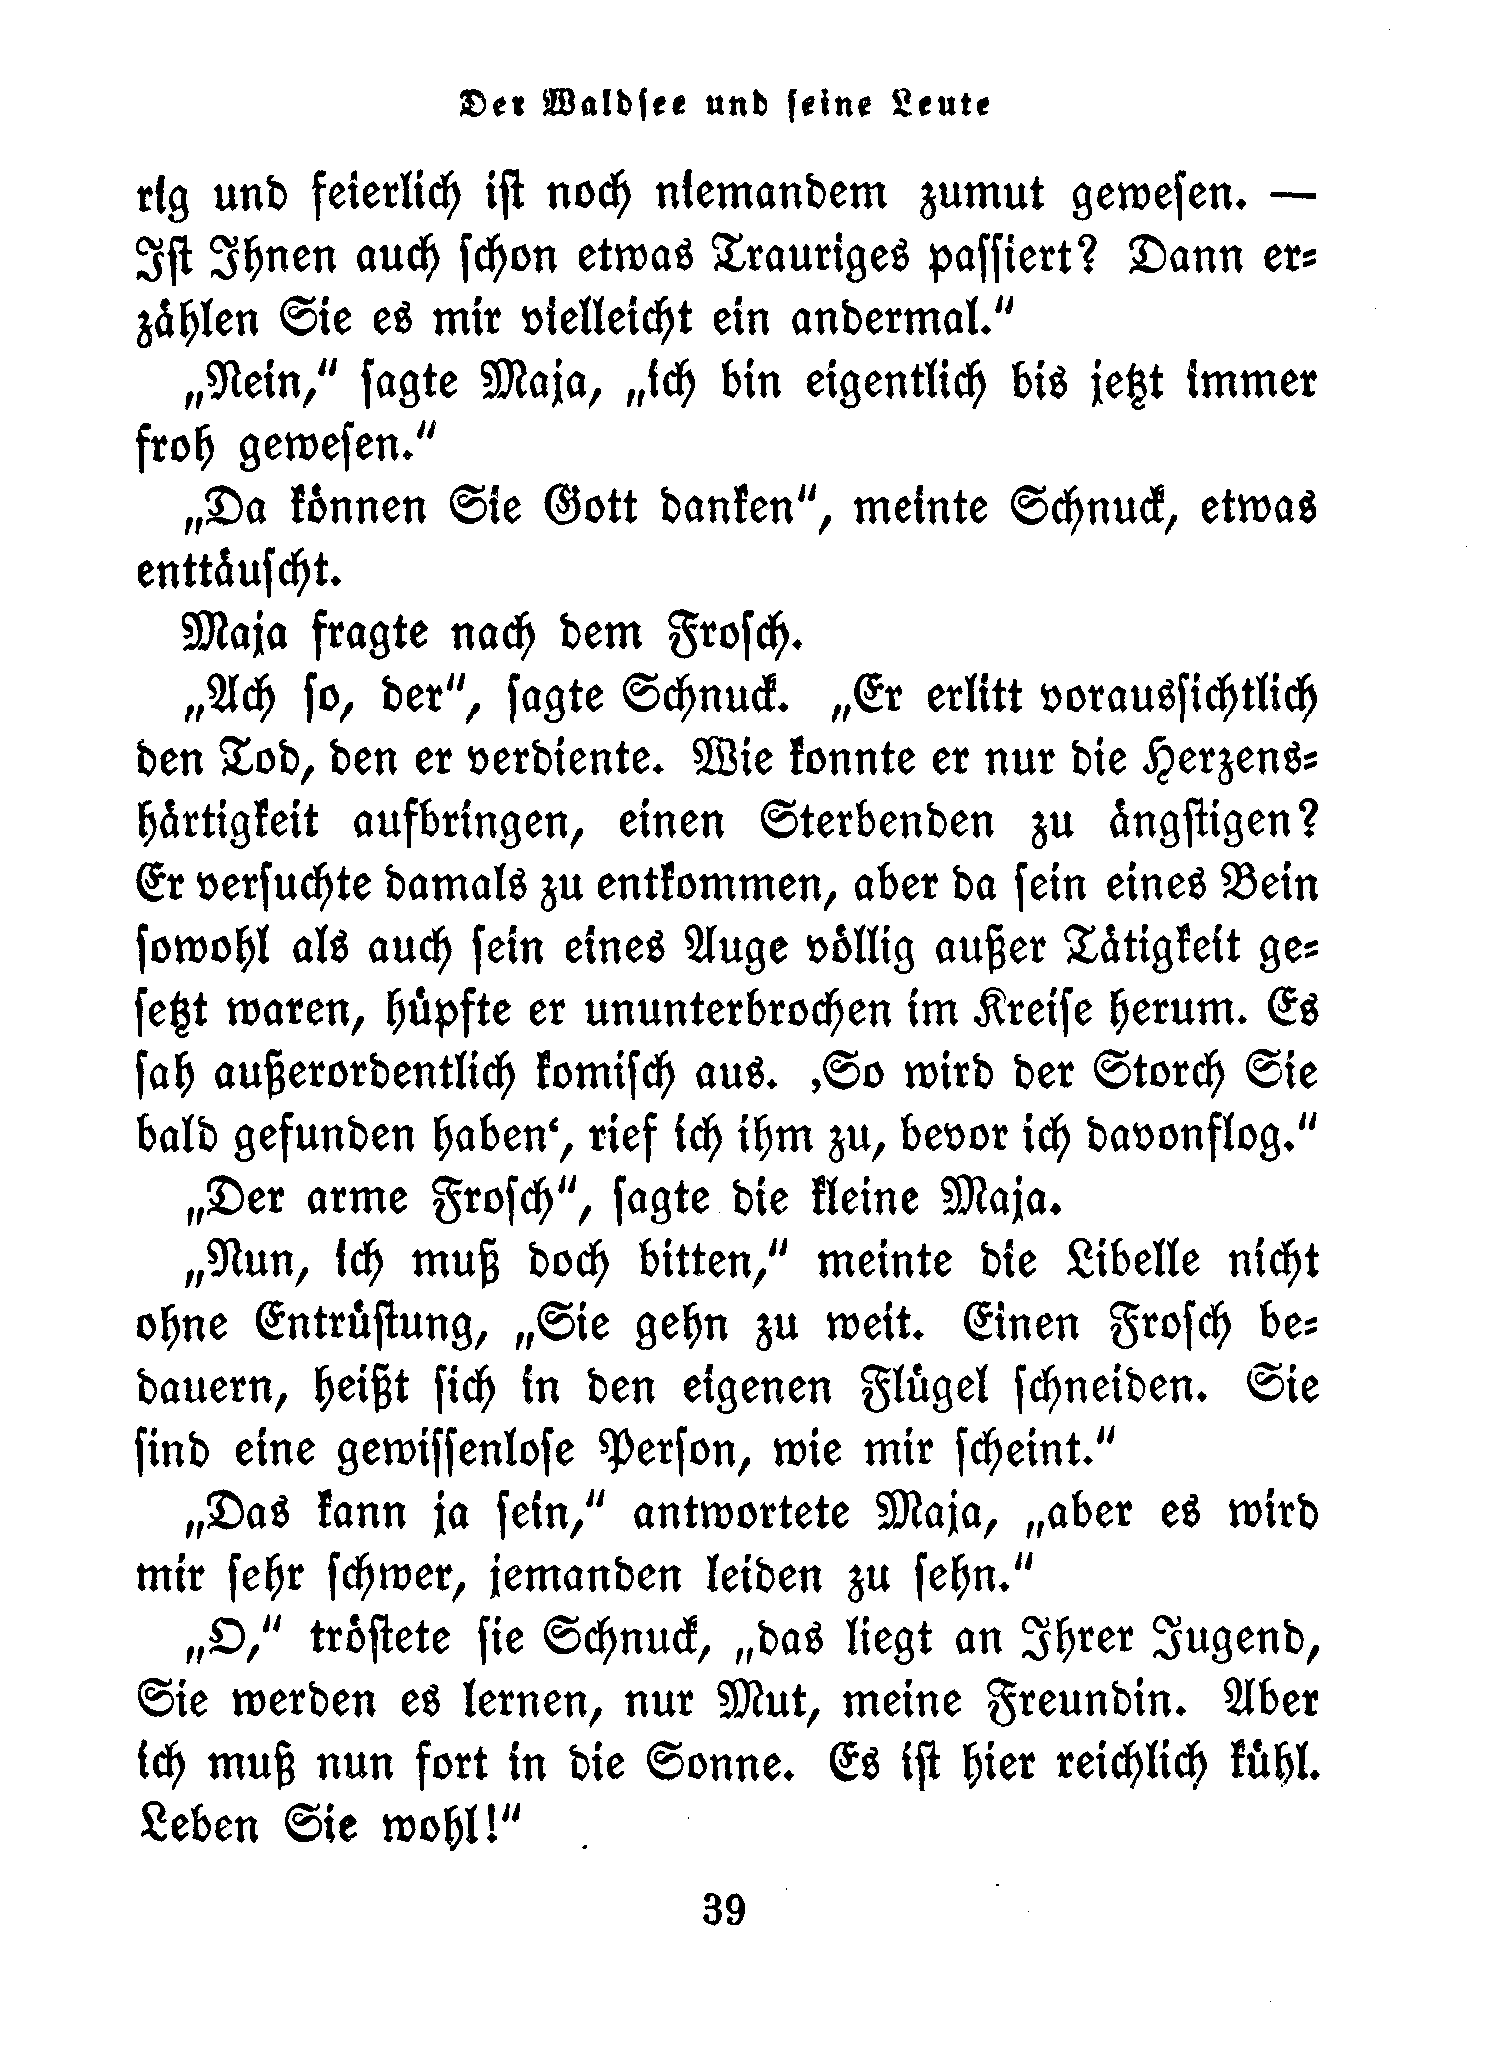 Der Waldsee und seine Leute
rig und feierlich ist noch niemandem zumut gewesen. —
Ist Ihnen auch schon etwas Trauriges passiert? Dann er-
zählen Sie es mir vielleicht ein andermal.“
„Nein,“ sagte Maja, „ich bin eigentlich bis jetzt immer
froh gewesen.“
„Da können Sie Gott danken“, meinte Schnuck, etwas
enttäuscht.
Maja fragte nach dem Frosch.
„Ach so, der“, sagte Schnuck. „Er erlitt voraussichtlich
den Tod, den er verdiente. Wie konnte er nur die Herzens-
härtigkeit aufbringen, einen Sterbenden zu ängstigen?
Er versuchte damals zu entkommen, aber da sein eines Bein
sowohl als auch sein eines Auge völlig außer Tätigkeit ge-
setzt waren, hüpfte er ununterbrochen im Kreise herum. Es
sah außerordentlich komisch aus. ‚So wird der Storch Sie
bald gefunden haben‘, rief ich ihm zu, bevor ich davonflog.“
„Der arme Frosch“, sagte die kleine Maja.
„Nun, ich muß doch bitten,“ meinte die Libelle nicht
ohne Entrüstung, „Sie gehn zu weit. Einen Frosch be-
dauern, heißt sich in den eigenen Flügel schneiden. Sie
sind eine gewissenlose Person, wie mir scheint.“
„Das kann ja sein,“ antwortete Maja, „aber es wird
mir sehr schwer, jemanden leiden zu sehn.“
„O,“ tröstete sie Schnuck, „das liegt an Ihrer Jugend,
Sie werden es lernen, nur Mut, meine Freundin. Aber
ich muß nun fort in die Sonne. Es ist hier reichlich kühl.
Leben Sie wohl!“
39